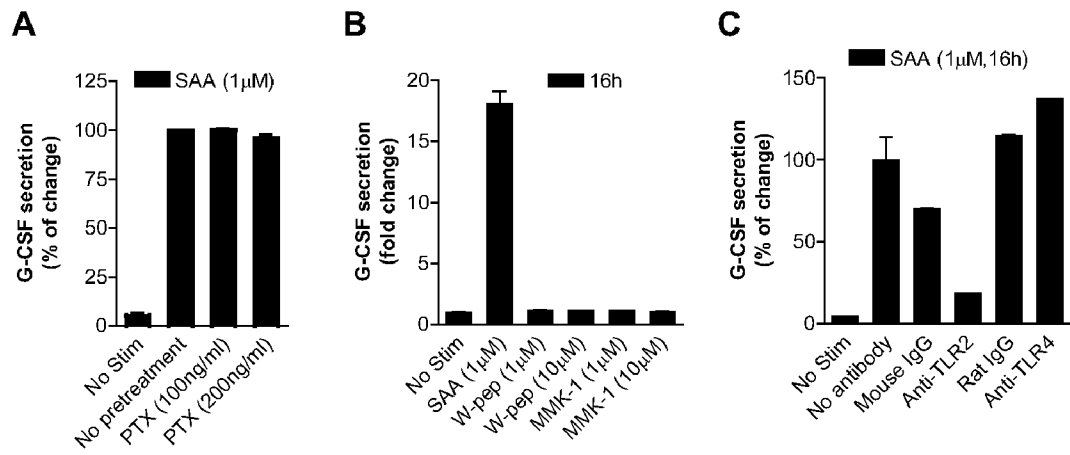 A
SAA (1µM)
G-CSF secretion
(% of change)
125
100
75
50
25
0
No Stim
No pretreatment
PTX (100ng/ml)
PTX (200ng/ml)
B
16h
G-CSF secretion
(fold change)
20
15
10
5
0
No Stim
SAA (1µM)
W-pep (1µM)
W-pep (10µM)
MMK-1 (1µM)
MMK-1 (10µM)
C
SAA (1µM,16h)
G-CSF secretion
(% of change)
150
100
50
0
No Stim
No antibody
Mouse IgG
Anti-TLR2
Rat IgG
Anti-TLR4